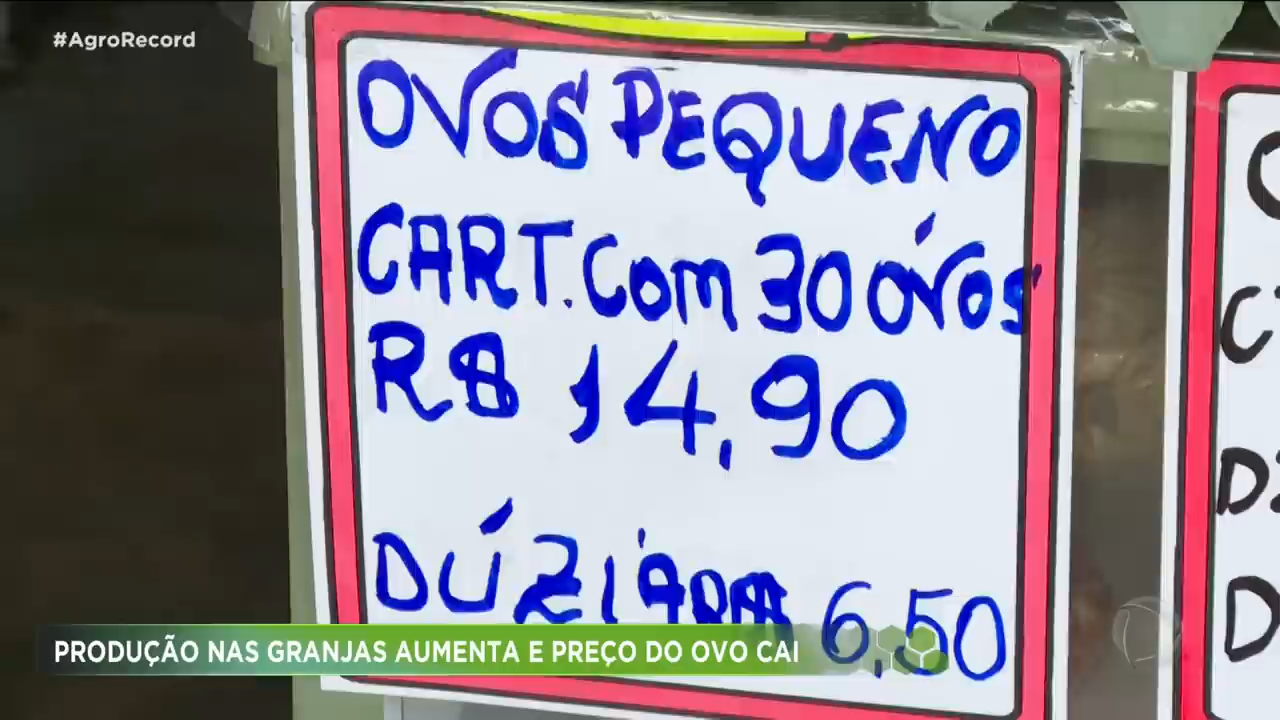 #AgroRecord
OVOS PEQUENO
CART. COM 30 ÓVOS
R$ 14,90
DÚZIA R$ 6,50
PRODUÇÃO NAS GRANJAS AUMENTA E PREÇO DO OVO CAI